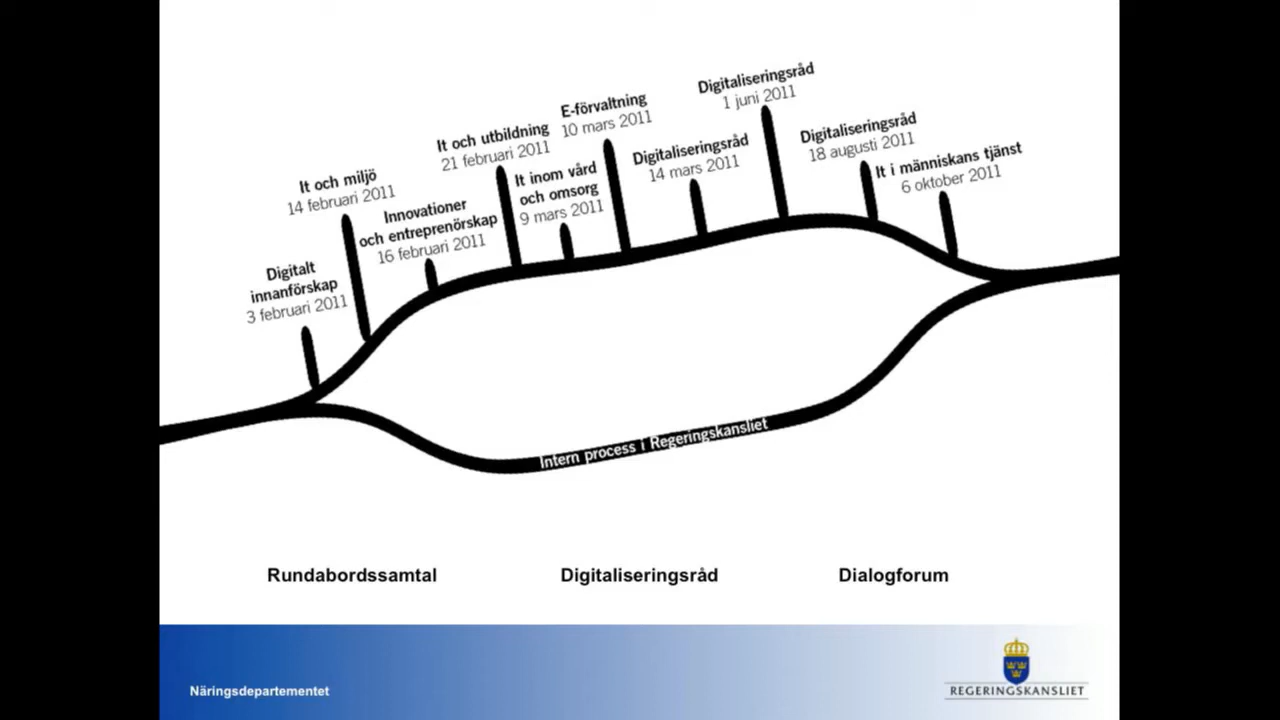 Digitalt
innanförskap
3 februari 2011
It och miljö
14 februari 2011
Innovationer
och entreprenörskap
16 februari 2011
It och utbildning
21 februari 2011
It inom vård
och omsorg
9 mars 2011
E-förvaltning
10 mars 2011
Digitaliseringsråd
14 mars 2011
Digitaliseringsråd
1 juni 2011
Digitaliseringsråd
18 augusti 2011
It i människans tjänst
6 oktober 2011
Intern process i Regeringskansliet
Rundabordssamtal
Digitaliseringsråd
Dialogforum
Näringsdepartementet
REGERINGSKANSLIET